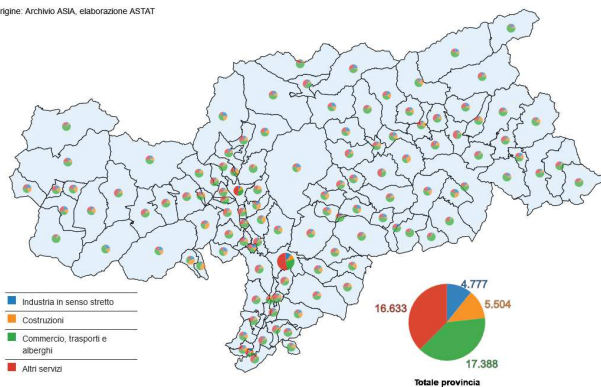 rigine: Archivio ASIA, elaborazione ASTAT
Industria in senso stretto
Costruzioni
Commercio, trasporti e
alberghi
Altri servizi
4.777
5.504
16.633
17.388
Totale provincia